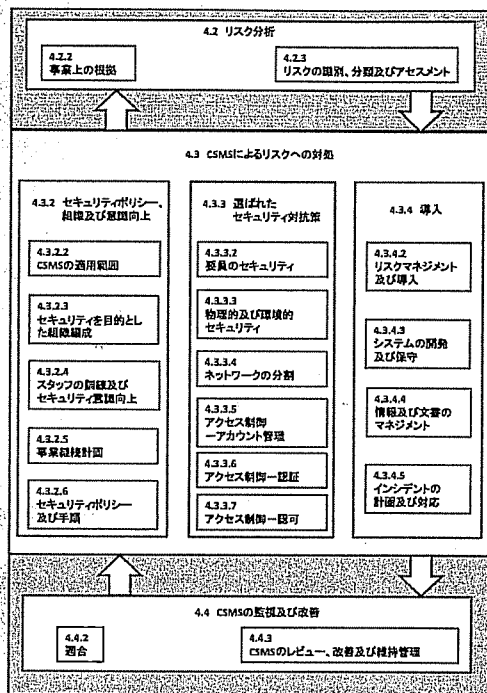 4.2 リスク分析
4.2.2
事業上の根拠
4.2.3
リスクの識別、分類及びアセスメント
4.3 CSMSによるリスクへの対処
4.3.2 セキュリティポリシー、
組織及び意識向上
4.3.2.2
CSMSの適用範囲
4.3.2.3
セキュリティを目的とし
た組織編成
4.3.2.4
スタッフの訓練及び
セキュリティ意識向上
4.3.2.5
事業継続計画
4.3.2.6
セキュリティポリシー
及び手順
4.3.3 選ばれた
セキュリティ対抗策
4.3.3.2
要員のセキュリティ
4.3.3.3
物理的及び環境的
セキュリティ
4.3.3.4
ネットワークの分割
4.3.3.5
アクセス制御
ーアカウント管理
4.3.3.6
アクセス制御ー認証
4.3.3.7
アクセス制御ー認可
4.3.4 導入
4.3.4.2
リスクマネジメント
及び導入
4.3.4.3
システムの開発
及び保守
4.3.4.4
情報及び文書の
マネジメント
4.3.4.5
インシデントの
計画及び対応
4.4 CSMSの監視及び改善
4.4.2
適合
4.4.3
CSMSのレビュー、改善及び維持管理